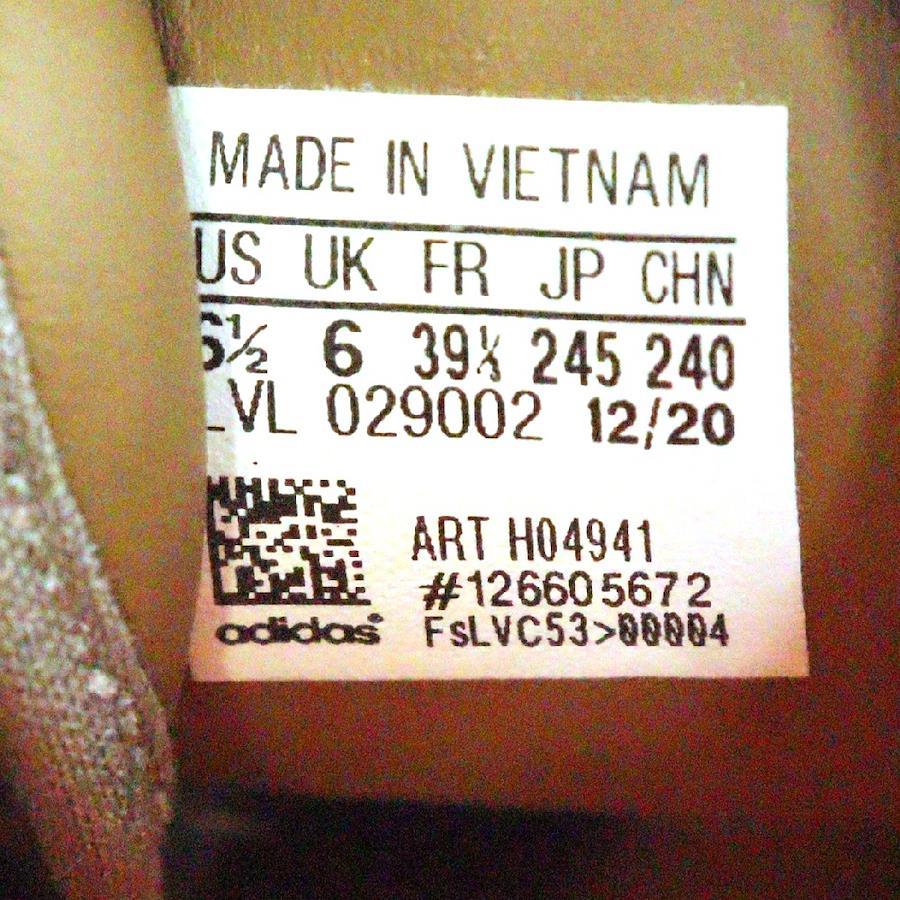 MADE IN VIETNAM
US UK FR JP CHN
6½ 6 39⅓ 245 240
LVL 029002 12/20
ART H04941
#126605672
adidas® FsLVC53>00004